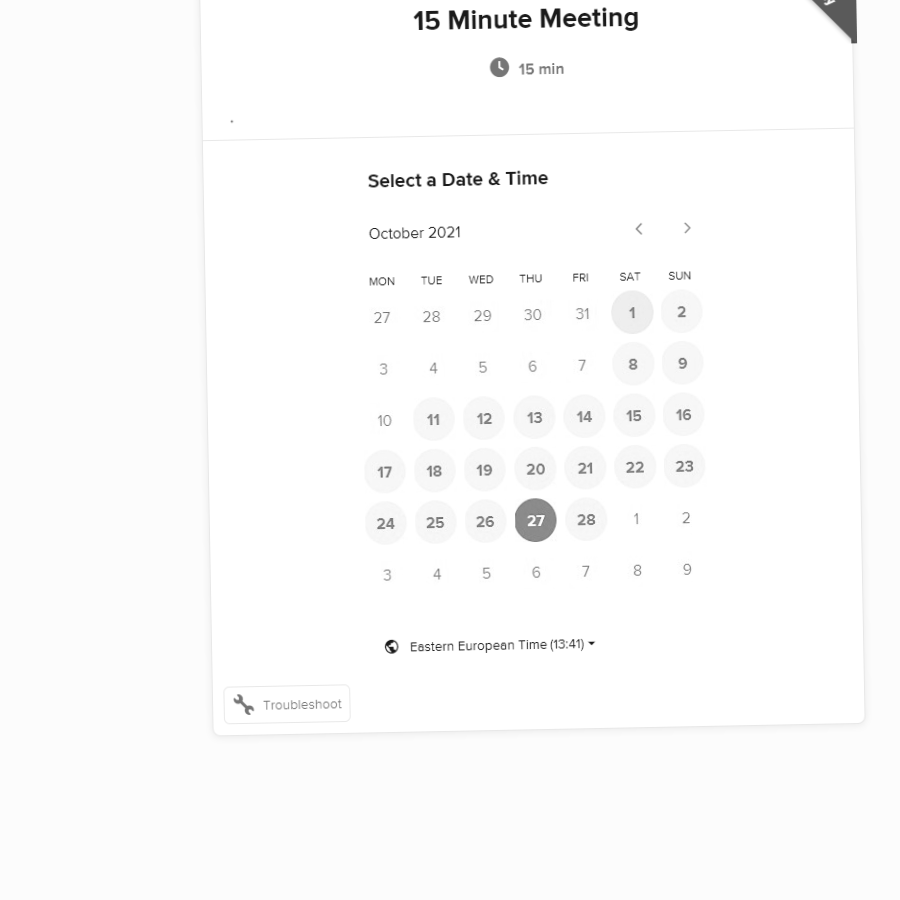 15 Minute Meeting
15 min
.
Select a Date & Time
October 2021
MON TUE WED THU FRI SAT SUN
27 28 29 30 31 1 2
3 4 5 6 7 8 9
10 11 12 13 14 15 16
17 18 19 20 21 22 23
24 25 26 27 28 1 2
3 4 5 6 7 8 9
Eastern European Time (13:41)
Troubleshoot